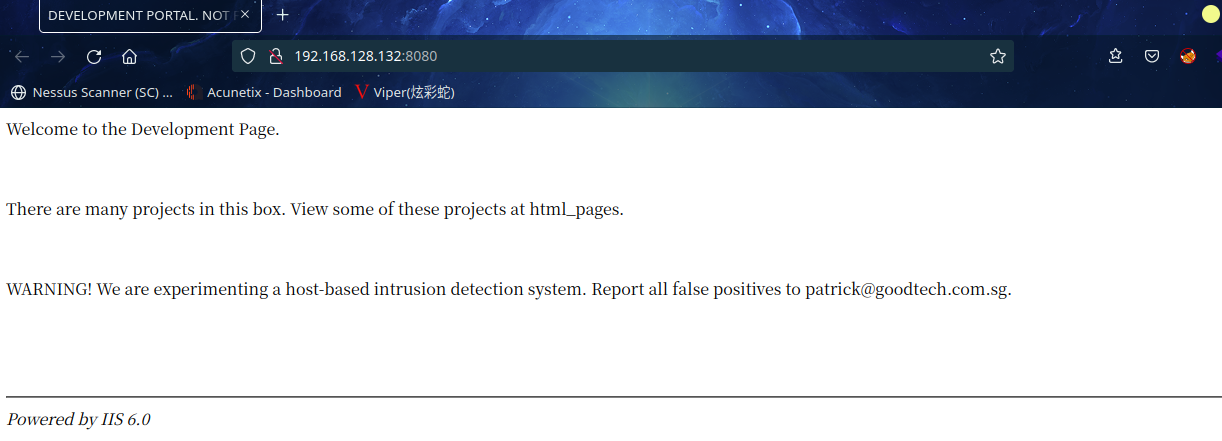 DEVELOPMENT PORTAL. NOT F
192.168.128.132:8080
Nessus Scanner (SC) ... Acunetix - Dashboard Viper(炫彩蛇)
Welcome to the Development Page.
There are many projects in this box. View some of these projects at html_pages.
WARNING! We are experimenting a host-based intrusion detection system. Report all false positives to patrick@goodtech.com.sg.
Powered by IIS 6.0